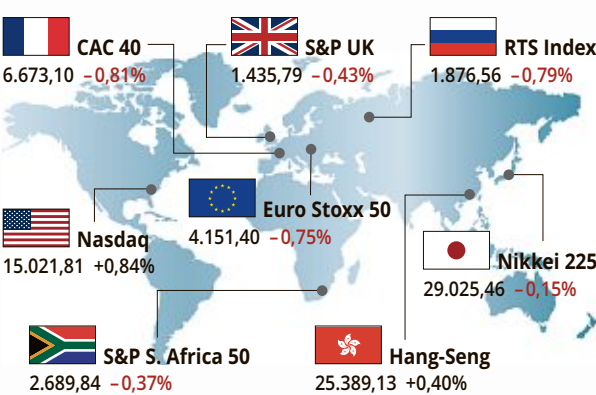 CAC 40
6.673,10 –0,81%
S&P UK
1.435,79 –0,43%
RTS Index
1.876,56 –0,79%
Euro Stoxx 50
4.151,40 –0,75%
Nasdaq
15.021,81 +0,84%
Nikkei 225
29.025,46 –0,15%
S&P S. Africa 50
2.689,84 –0,37%
Hang-Seng
25.389,13 +0,40%